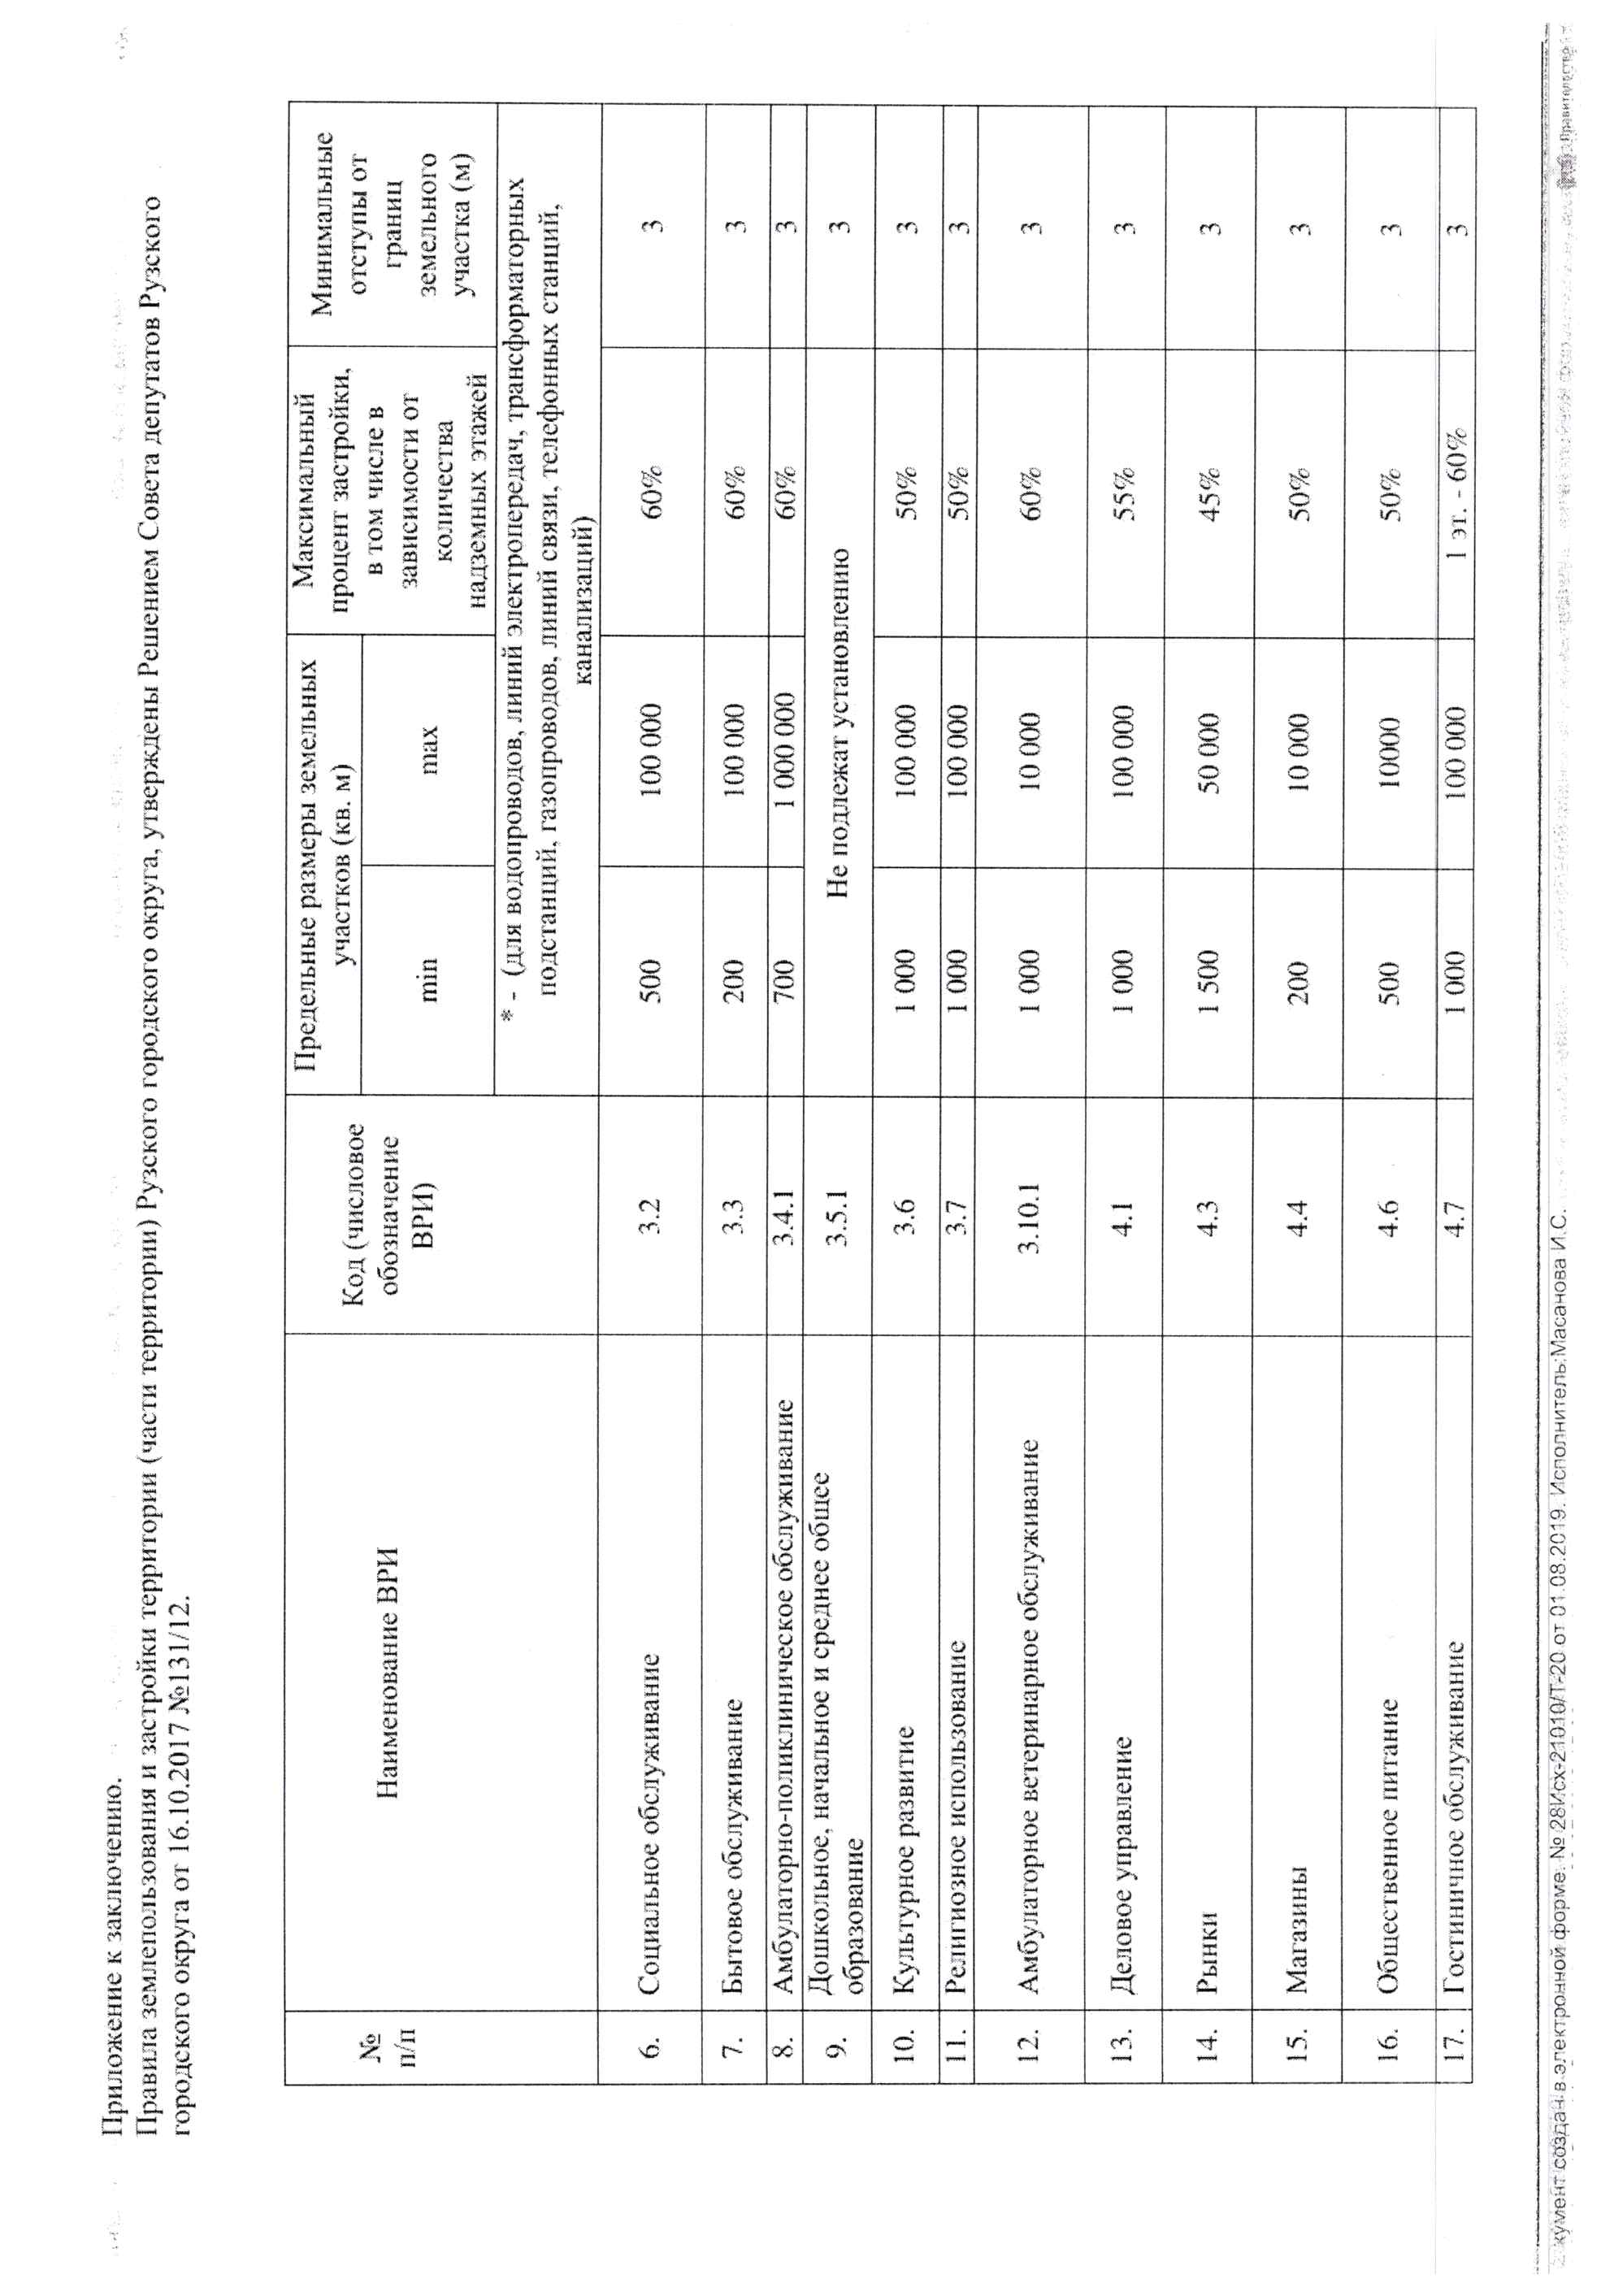 Приложение к заключению.
Правила землепользования и застройки территории (части территории) Рузского городского округа, утверждены Решением Совета депутатов Рузского
городского округа от 16.10.2017 №131/12.
№
п/п
Наименование ВРИ
Код (числовое
обозначение
ВРИ)
Предельные размеры земельных
участков (кв. м)
min
max
Максимальный
процент застройки,
в том числе в
зависимости от
количества
надземных этажей
Минимальные
отступы от
границ
земельного
участка (м)
* - (для водопроводов, линий электропередач, трансформаторных
подстанций, газопроводов, линий связи, телефонных станций,
канализаций)
6. Социальное обслуживание 3.2 500 100 000 60% 3
7. Бытовое обслуживание 3.3 200 100 000 60% 3
8. Амбулаторно-поликлиническое обслуживание 3.4.1 700 1 000 000 60% 3
9. Дошкольное, начальное и среднее общее
образование
3.5.1 Не подлежат установлению 3
10. Культурное развитие 3.6 1 000 100 000 50% 3
11. Религиозное использование 3.7 1 000 100 000 50% 3
12. Амбулаторное ветеринарное обслуживание 3.10.1 1 000 10 000 60% 3
13. Деловое управление 4.1 1 000 100 000 55% 3
14. Рынки 4.3 1 500 50 000 45% 3
15. Магазины 4.4 200 10 000 50% 3
16. Общественное питание 4.6 500 10000 50% 3
17. Гостиничное обслуживание 4.7 1 000 100 000 1 эт. - 60% 3
создан в электронной форме. № 28Исх-21010/Т-20 от 01.08.2019. Исполнитель:Масанова И.С.